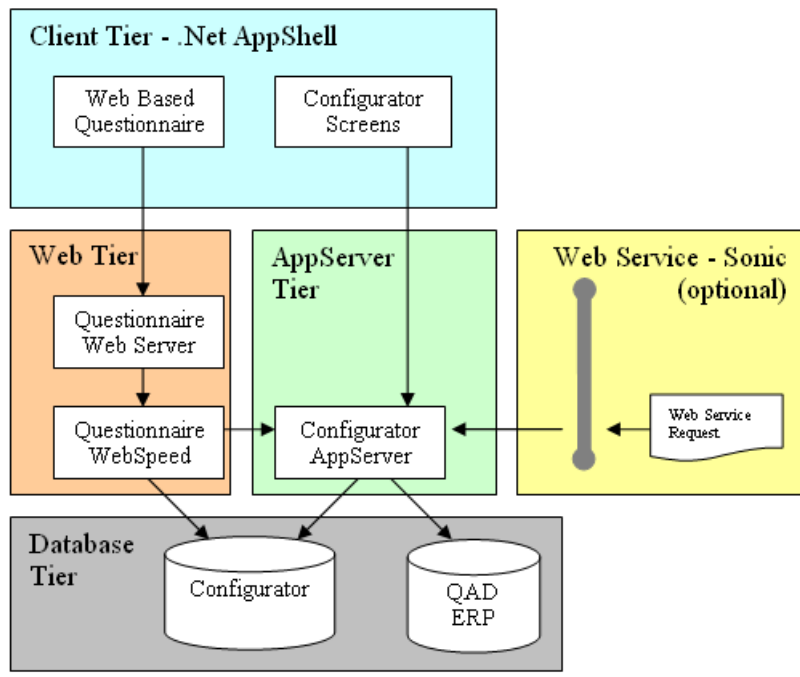 Client Tier - .Net AppShell
Web Based
Questionnaire
Configurator
Screens
Web Tier
AppServer
Tier
Web Service - Sonic
(optional)
Questionnaire
Web Server
Web Service
Request
Questionnaire
WebSpeed
Configurator
AppServer
Database
Tier
Configurator
QAD
ERP